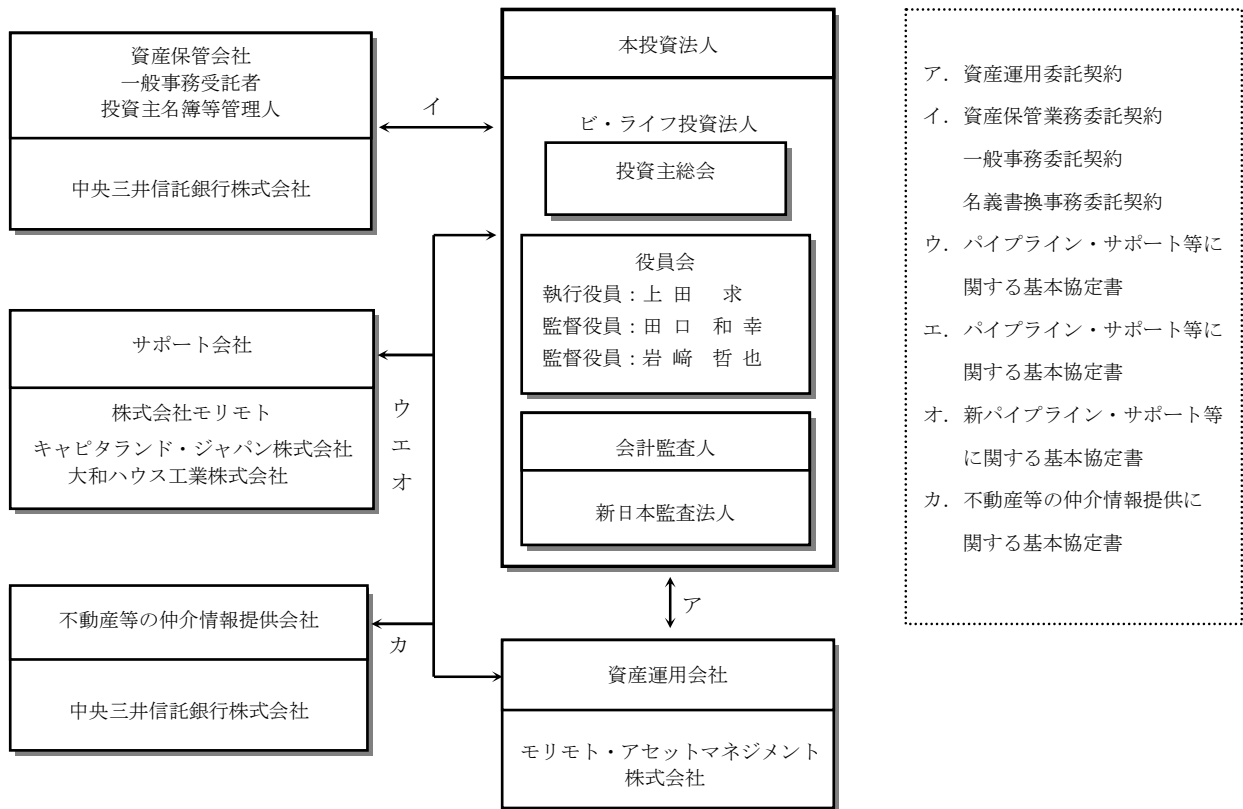 資産保管会社
一般事務受託者
投資主名簿等管理人
中央三井信託銀行株式会社
イ
本投資法人
ビ・ライフ投資法人
投資主総会
役員会
執行役員：上 田 求
監督役員：田 口 和 幸
監督役員：岩 﨑 哲 也
会計監査人
新日本監査法人
サポート会社
株式会社モリモト
キャピタランド・ジャパン株式会社
大和ハウス工業株式会社
ウ
エ
オ
不動産等の仲介情報提供会社
中央三井信託銀行株式会社
カ
ア
資産運用会社
モリモト・アセットマネジメント
株式会社
ア．資産運用委託契約
イ．資産保管業務委託契約
一般事務委託契約
名義書換事務委託契約
ウ．パイプライン・サポート等に
関する基本協定書
エ．パイプライン・サポート等に
関する基本協定書
オ．新パイプライン・サポート等
に関する基本協定書
カ．不動産等の仲介情報提供に
関する基本協定書